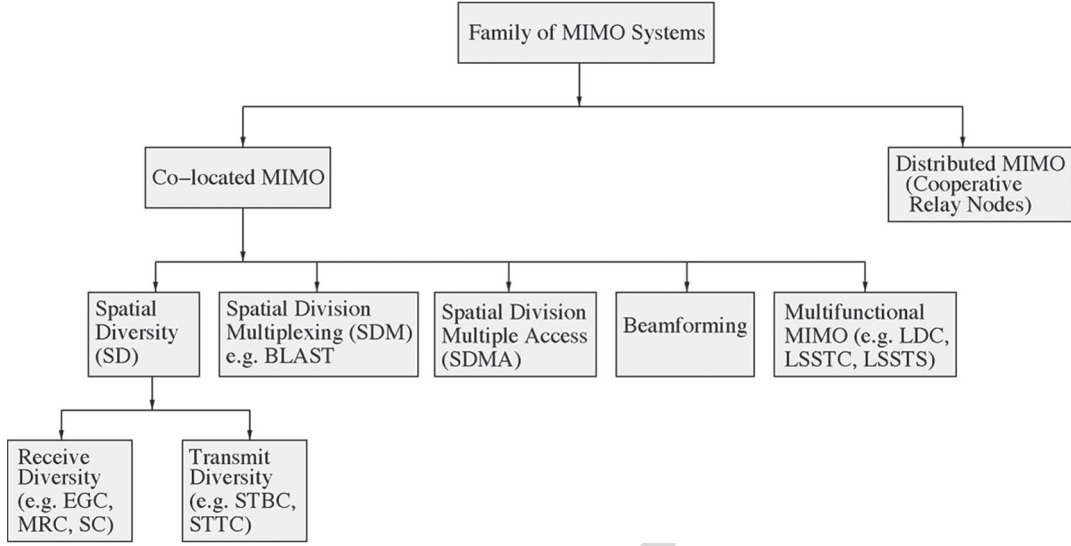 Family of MIMO Systems
Co–located MIMO
Distributed MIMO
(Cooperative
Relay Nodes)
Spatial
Diversity
(SD)
Spatial Division
Multiplexing (SDM)
e.g. BLAST
Spatial Division
Multiple Access
(SDMA)
Beamforming
Multifunctional
MIMO (e.g. LDC,
LSSTC, LSSTS)
Receive
Diversity
(e.g. EGC,
MRC, SC)
Transmit
Diversity
(e.g. STBC,
STTC)